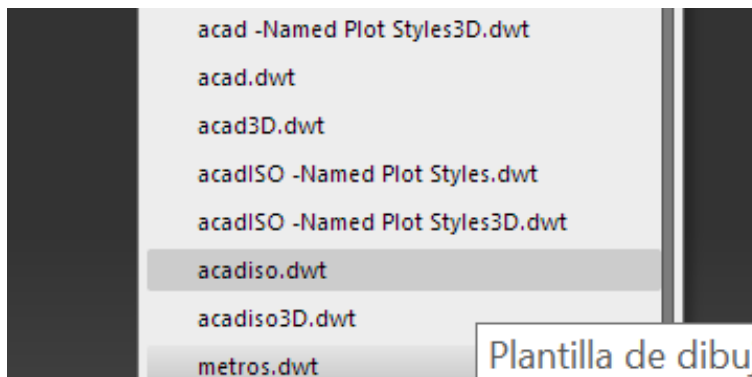 acad -Named Plot Styles3D.dwt
acad.dwt
acad3D.dwt
acadISO -Named Plot Styles.dwt
acadISO -Named Plot Styles3D.dwt
acadiso.dwt
acadiso3D.dwt
metros.dwt
Plantilla de dibu